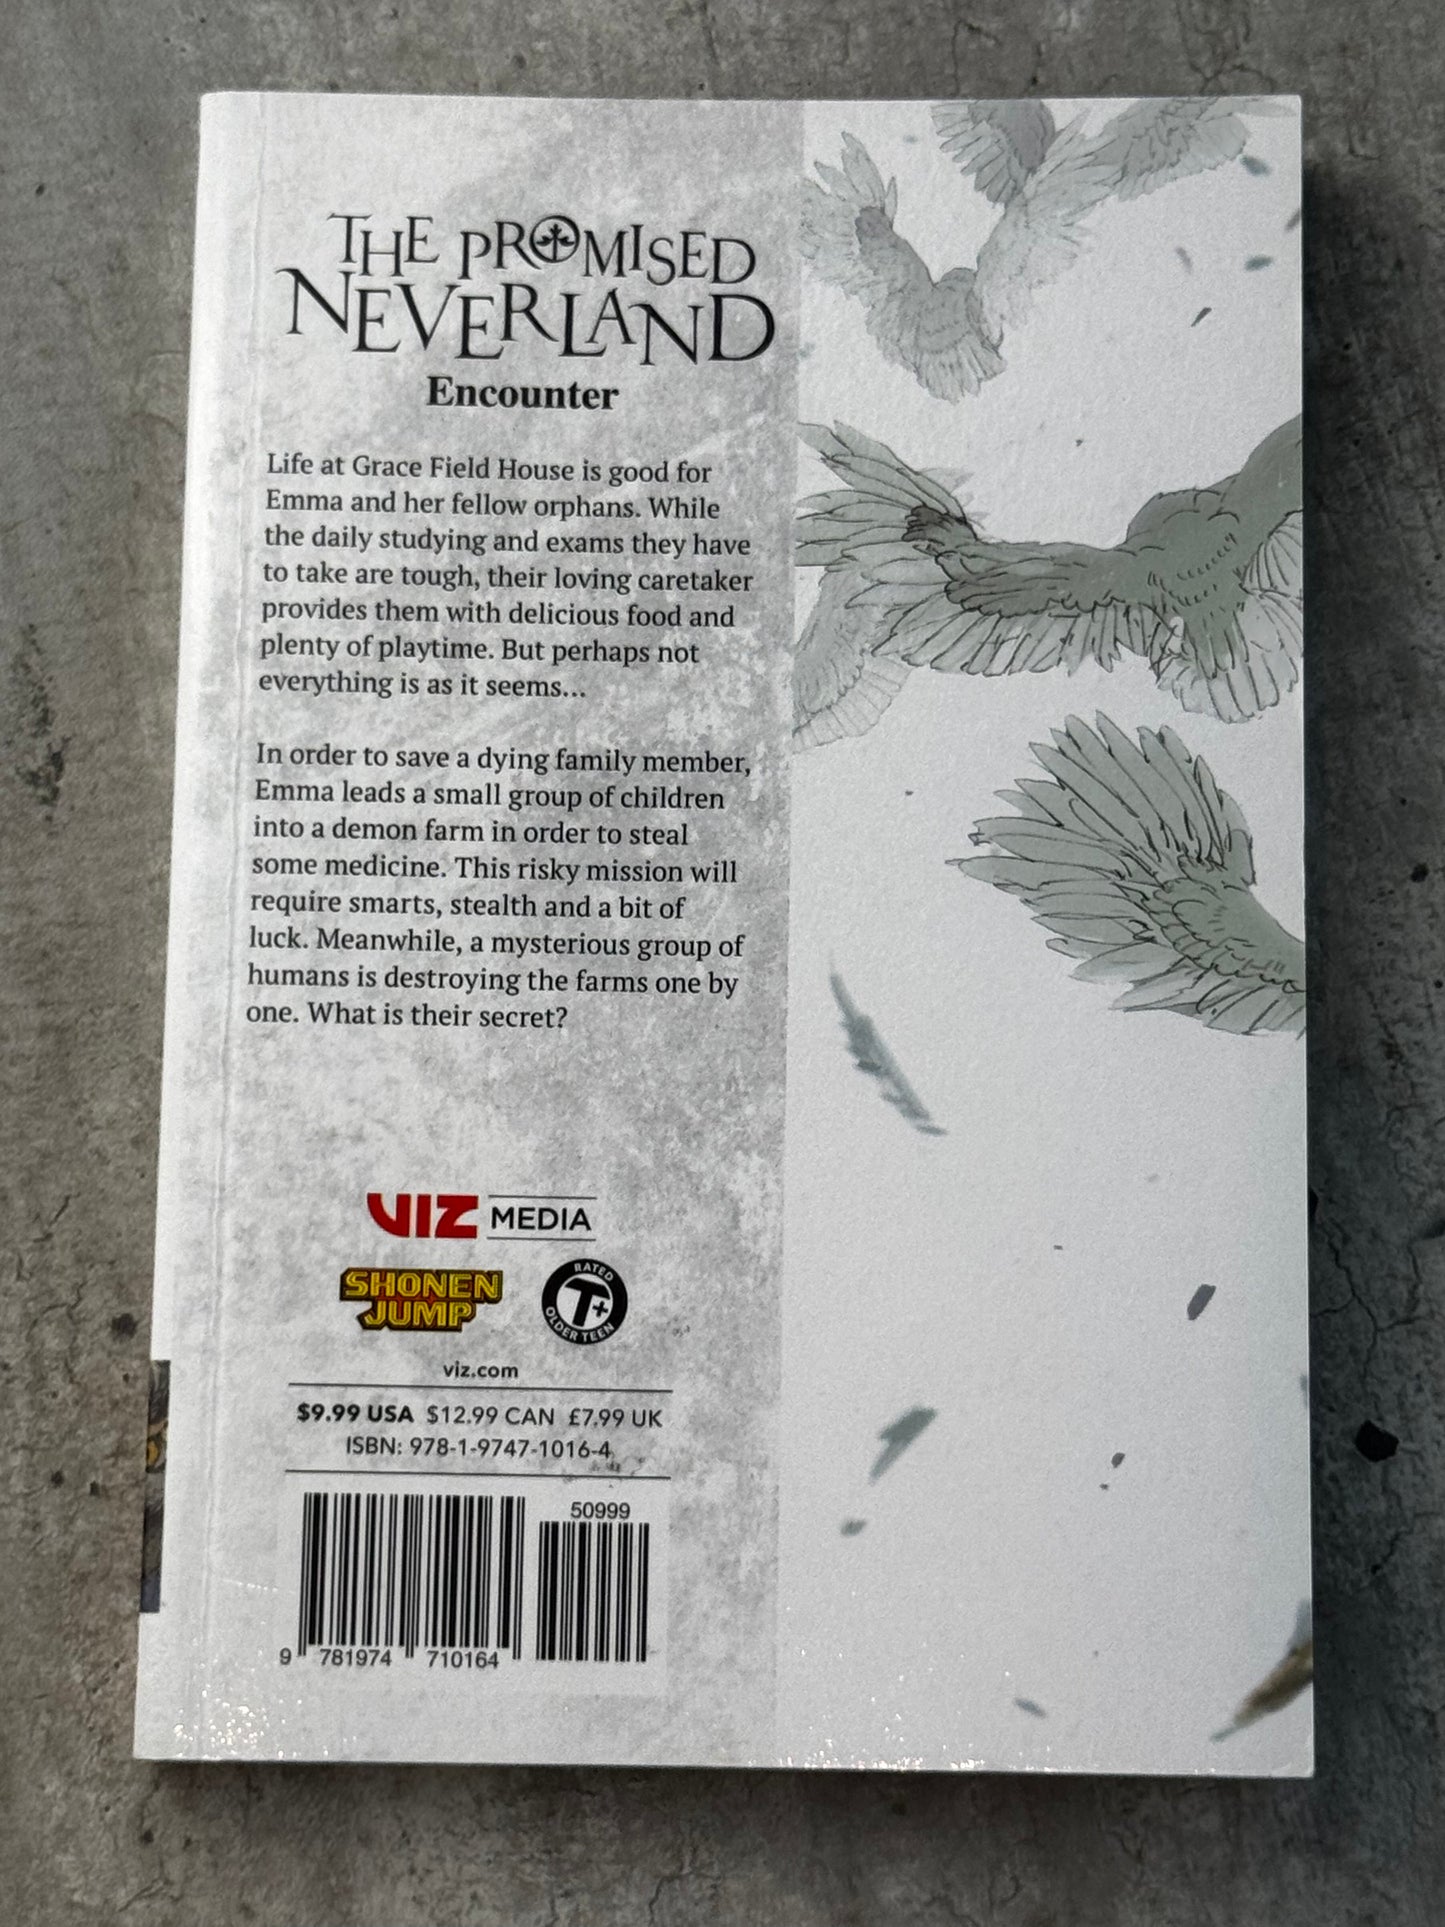 THE PROMISED
NEVERLAND
Encounter
Life at Grace Field House is good for
Emma and her fellow orphans. While
the daily studying and exams they have
to take are tough, their loving caretaker
provides them with delicious food and
plenty of playtime. But perhaps not
everything is as it seems...
In order to save a dying family member,
Emma leads a small group of children
into a demon farm in order to steal
some medicine. This risky mission will
require smarts, stealth and a bit of
luck. Meanwhile, a mysterious group of
humans is destroying the farms one by
one. What is their secret?
VIZ MEDIA
SHONEN
JUMP
RATED
T+
OLDER TEEN
viz.com
$9.99 USA $12.99 CAN £7.99 UK
ISBN: 978-1-9747-1016-4
50999
9 781974 710164